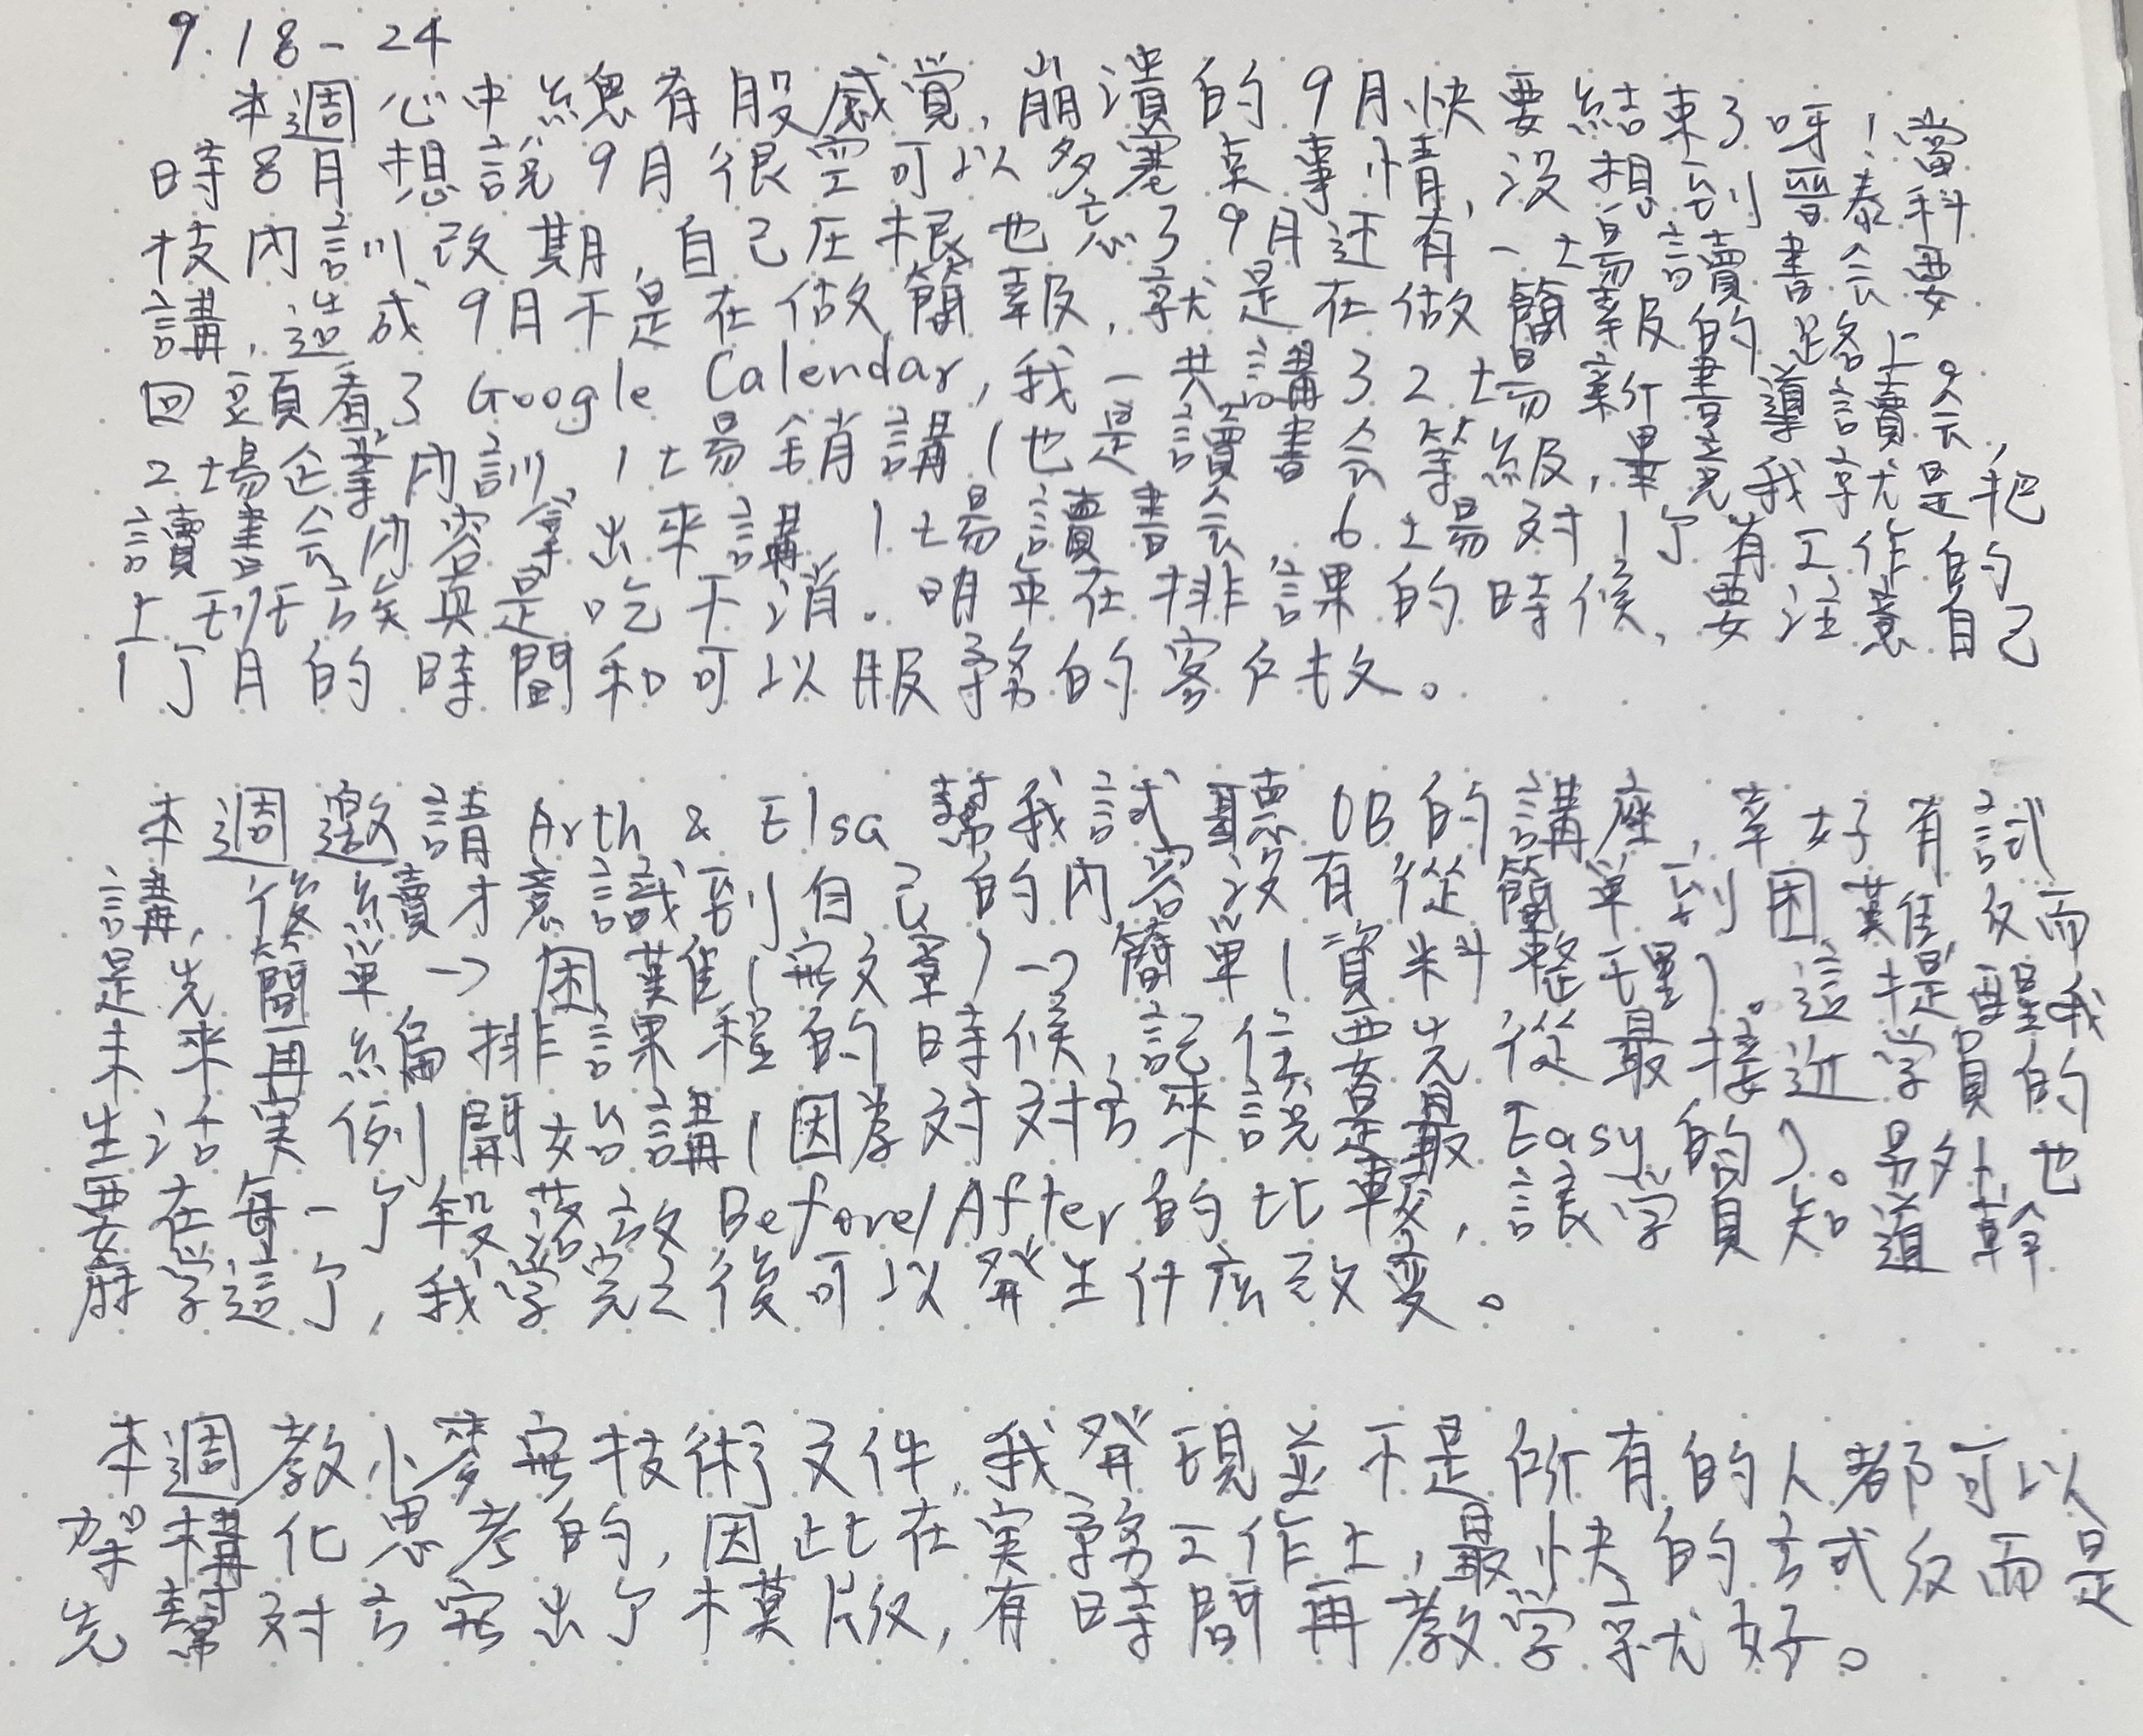 9.18-24
本週心中總有股感覺,崩潰的9月快要結束了呀!當
時8月想說9月很空可以多塞莫事情,沒想到晉泰科
技內訓改期,自己在根也忘了9月还有一場讀書会要
講,造成9月不是在做簡報,就是在做簡報的路上。
回頭看了Google Calendar,我一共講了2場新書導讀会,
2場企業內訓、1場銷講(也是讀書会等級,畢竟我就是把
讀書会內容拿出來講、1場讀書会、6場对1个有工作的
上刊后族真是吃不消。明年在排課的時候,要注意自己
1个月的時間和可以服務的客戶数。
本週邀請Arth & Elsa 幫我試聽OB的講座,幸好有試
講,後續才意識到自己的內容沒有從簡單到困難反而
是先簡單→困難(寫文章)→簡單(資料整理)。這提醒我
未來再編排課程的時候,記住要先從最接近学員的
生活実例開始講(因為对对方來說是最Easy的)。另外也
要在每一个段落放Before/After的比較,讓学員知道幹
麻学這个,我学完之後可以發生什麼改變。
本週教小麥寫技術文件,我發現並不是所有的人都可以
架構化思考的,因此在実務工作上,最快的方式反而是
先幫对方寫出个模版,有時間再教学就好。